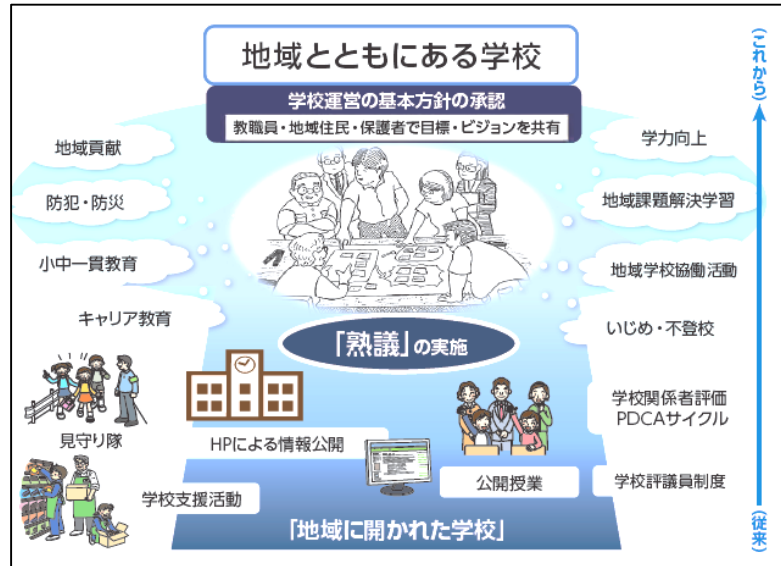 地域とともにある学校
学校運営の基本方針の承認
教職員・地域住民・保護者で目標・ビジョンを共有
(これから)
地域貢献
学力向上
防犯・防災
地域課題解決学習
小中一貫教育
地域学校協働活動
キャリア教育
いじめ・不登校
「熟議」の実施
学校関係者評価
PDCAサイクル
見守り隊
HPによる情報公開
公開授業
学校評議員制度
学校支援活動
「地域に開かれた学校」
(従来)